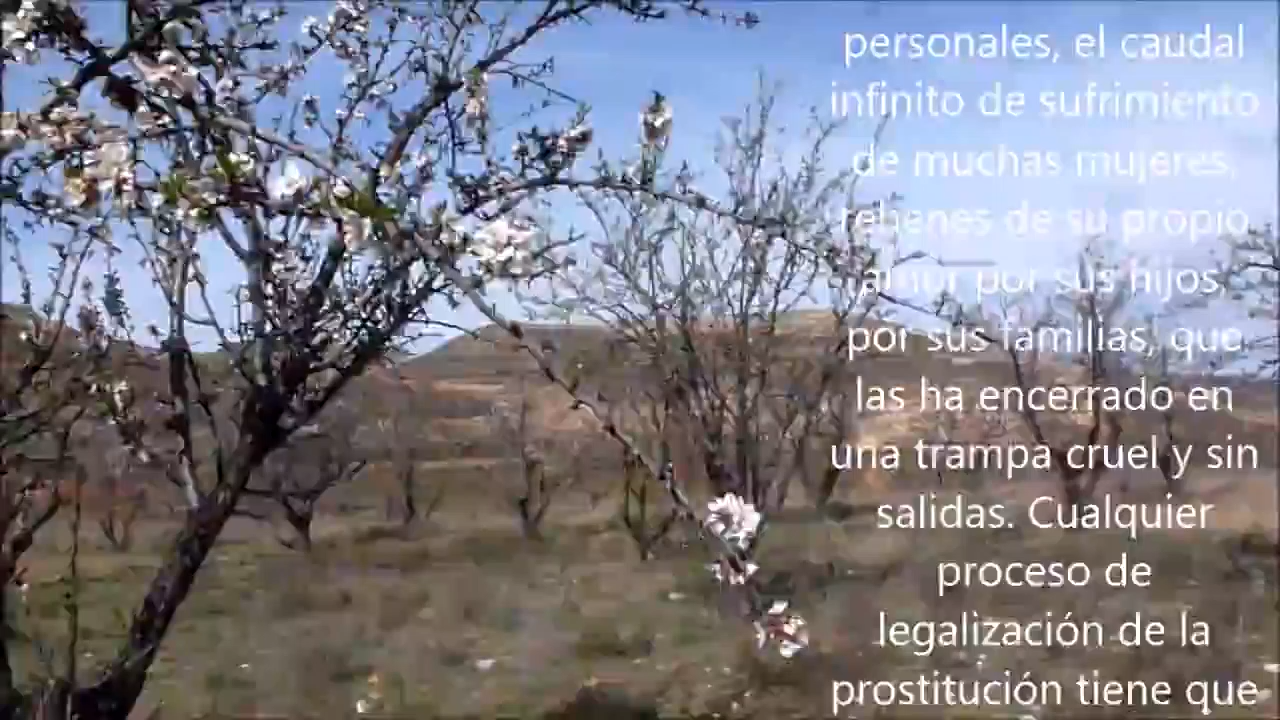 personales, el caudal
infinito de sufrimiento
de muchas mujeres,
rehenes de su propio
amor por sus hijos,
por sus familias, que
las ha encerrado en
una trampa cruel y sin
salidas. Cualquier
proceso de
legalización de la
prostitución tiene que